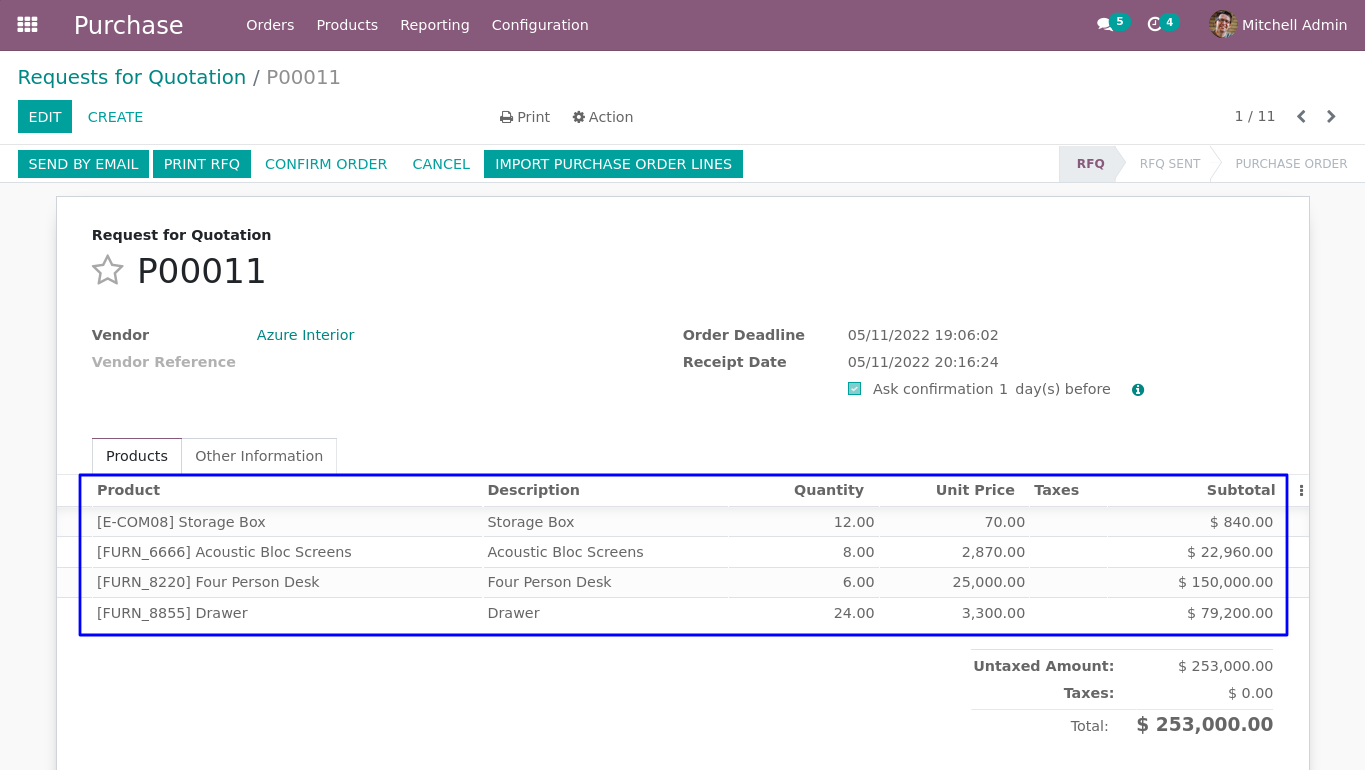 Purchase Orders Products Reporting Configuration 5 4 Mitchell Admin
Requests for Quotation / P00011
EDIT CREATE Print Action 1 / 11
SEND BY EMAIL PRINT RFQ CONFIRM ORDER CANCEL IMPORT PURCHASE ORDER LINES RFQ RFQ SENT PURCHASE ORDER
Request for Quotation
P00011
Vendor Azure Interior Order Deadline 05/11/2022 19:06:02
Vendor Reference Receipt Date 05/11/2022 20:16:24
Ask confirmation 1 day(s) before
Products Other Information
Product Description Quantity Unit Price Taxes Subtotal
[E-COM08] Storage Box Storage Box 12.00 70.00 $ 840.00
[FURN_6666] Acoustic Bloc Screens Acoustic Bloc Screens 8.00 2,870.00 $ 22,960.00
[FURN_8220] Four Person Desk Four Person Desk 6.00 25,000.00 $ 150,000.00
[FURN_8855] Drawer Drawer 24.00 3,300.00 $ 79,200.00
Untaxed Amount: $ 253,000.00
Taxes: $ 0.00
Total: $ 253,000.00